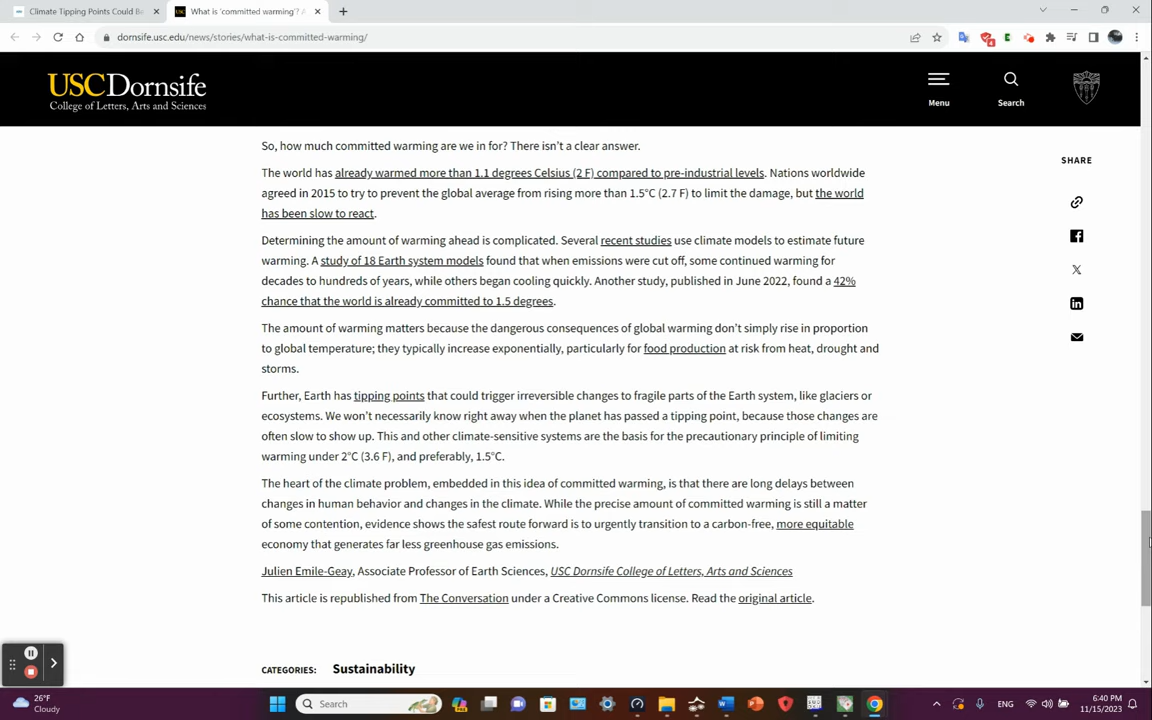 Climate Tipping Points Could Be
What is 'committed warming'? A
dornsife.usc.edu/news/stories/what-is-committed-warming/
4
USCDornsife
College of Letters, Arts and Sciences
Menu
Search
So, how much committed warming are we in for? There isn't a clear answer.
SHARE
The world has already warmed more than 1.1 degrees Celsius (2 F) compared to pre-industrial levels. Nations worldwide
agreed in 2015 to try to prevent the global average from rising more than 1.5°C (2.7 F) to limit the damage, but the world
has been slow to react.
Determining the amount of warming ahead is complicated. Several recent studies use climate models to estimate future
warming. A study of 18 Earth system models found that when emissions were cut off, some continued warming for
decades to hundreds of years, while others began cooling quickly. Another study, published in June 2022, found a 42%
chance that the world is already committed to 1.5 degrees.
The amount of warming matters because the dangerous consequences of global warming don't simply rise in proportion
to global temperature; they typically increase exponentially, particularly for food production at risk from heat, drought and
storms.
Further, Earth has tipping points that could trigger irreversible changes to fragile parts of the Earth system, like glaciers or
ecosystems. We won't necessarily know right away when the planet has passed a tipping point, because those changes are
often slow to show up. This and other climate-sensitive systems are the basis for the precautionary principle of limiting
warming under 2°C (3.6 F), and preferably, 1.5°C.
The heart of the climate problem, embedded in this idea of committed warming, is that there are long delays between
changes in human behavior and changes in the climate. While the precise amount of committed warming is still a matter
of some contention, evidence shows the safest route forward is to urgently transition to a carbon-free, more equitable
economy that generates far less greenhouse gas emissions.
Julien Emile-Geay, Associate Professor of Earth Sciences, USC Dornsife College of Letters, Arts and Sciences
This article is republished from The Conversation under a Creative Commons license. Read the original article.
CATEGORIES: Sustainability
26°F
Cloudy
Search
ENG
6:40 PM
11/15/2023